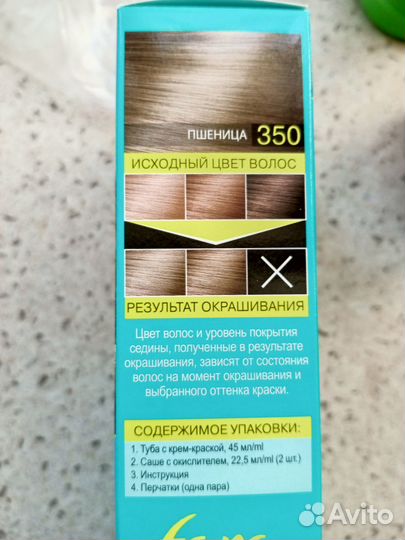 ПШЕНИЦА 350
ИСХОДНЫЙ ЦВЕТ ВОЛОС
РЕЗУЛЬТАТ ОКРАШИВАНИЯ
Цвет волос и уровень покрытия
седины, полученные в результате
окрашивания, зависят от состояния
волос на момент окрашивания и
выбранного оттенка краски.
СОДЕРЖИМОЕ УПАКОВКИ:
1. Туба с крем-краской, 45 мл/ml
2. Саше с окислителем, 22,5 мл/ml (2 шт.)
3. Инструкция
4. Перчатки (одна пара)
Avito